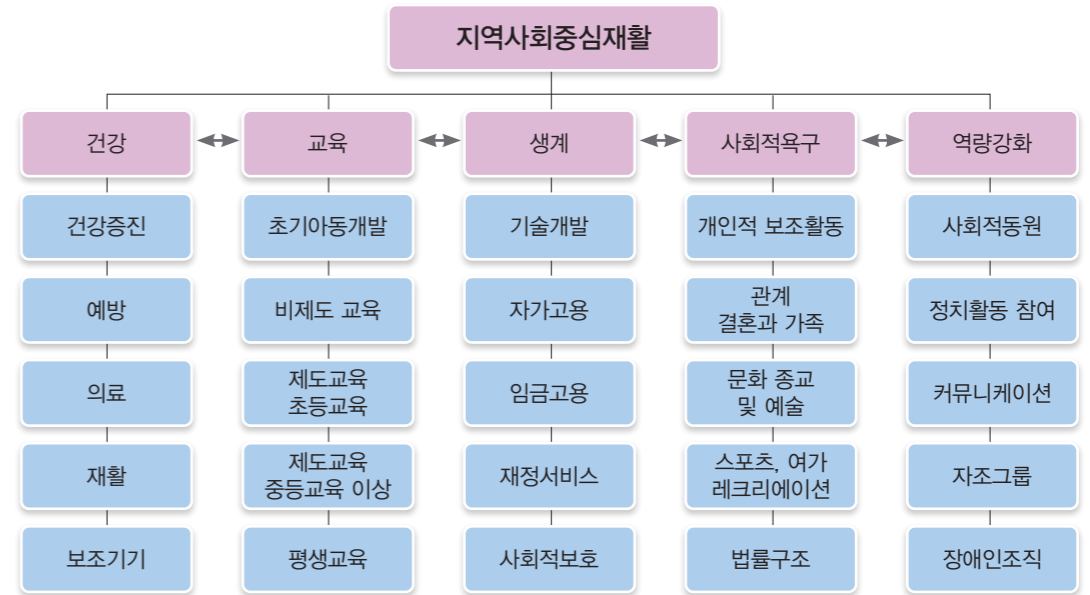 지역사회중심재활
건강
교육
생계
사회적욕구
역량강화
건강증진
초기아동개발
기술개발
개인적 보조활동
사회적동원
예방
비제도 교육
자가고용
관계
결혼과 가족
정치활동 참여
의료
제도교육
초등교육
임금고용
문화 종교
및 예술
커뮤니케이션
재활
제도교육
중등교육 이상
재정서비스
스포츠, 여가
레크리에이션
자조그룹
보조기기
평생교육
사회적보호
법률구조
장애인조직